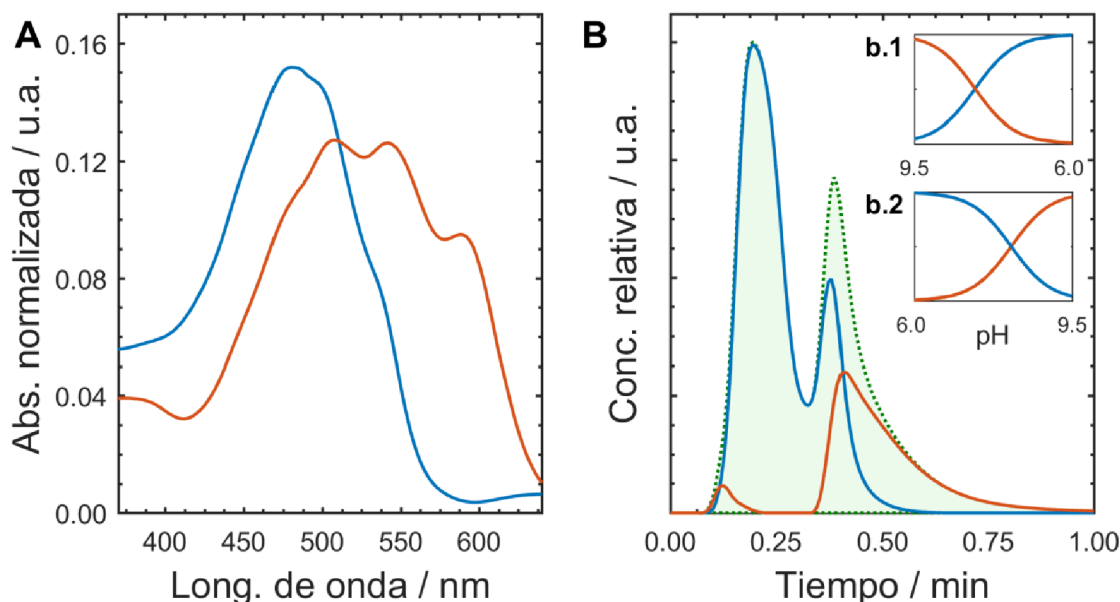 A
Abs. normalizada / u.a.
0.16
0.12
0.08
0.04
0.00
400 450 500 550 600
Long. de onda / nm
B
Conc. relativa / u.a.
0.00 0.25 0.50 0.75 1.00
Tiempo / min
b.1
9.5 6.0
b.2
6.0 9.5
pH